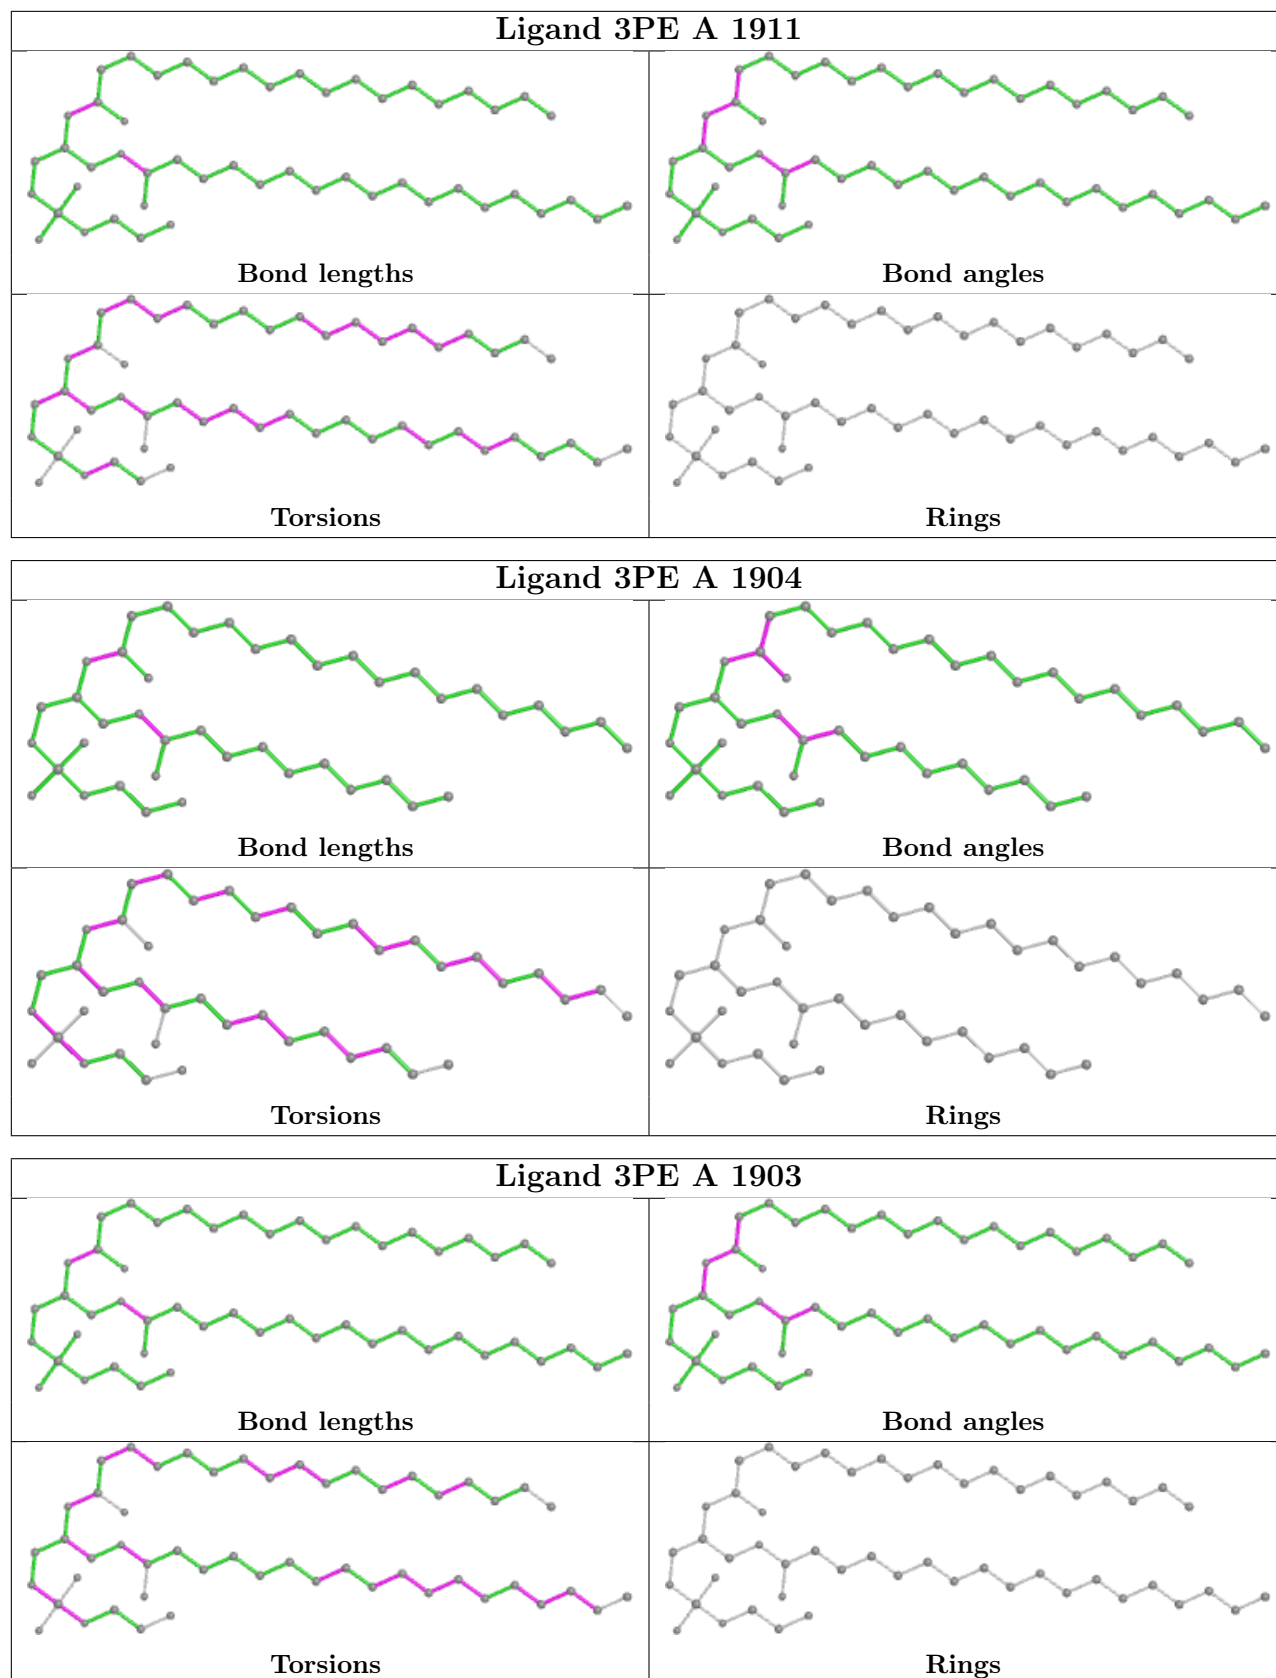 Ligand 3PE A 1911
Bond lengths
Bond angles
Torsions
Rings
Ligand 3PE A 1904
Bond lengths
Bond angles
Torsions
Rings
Ligand 3PE A 1903
Bond lengths
Bond angles
Torsions
Rings